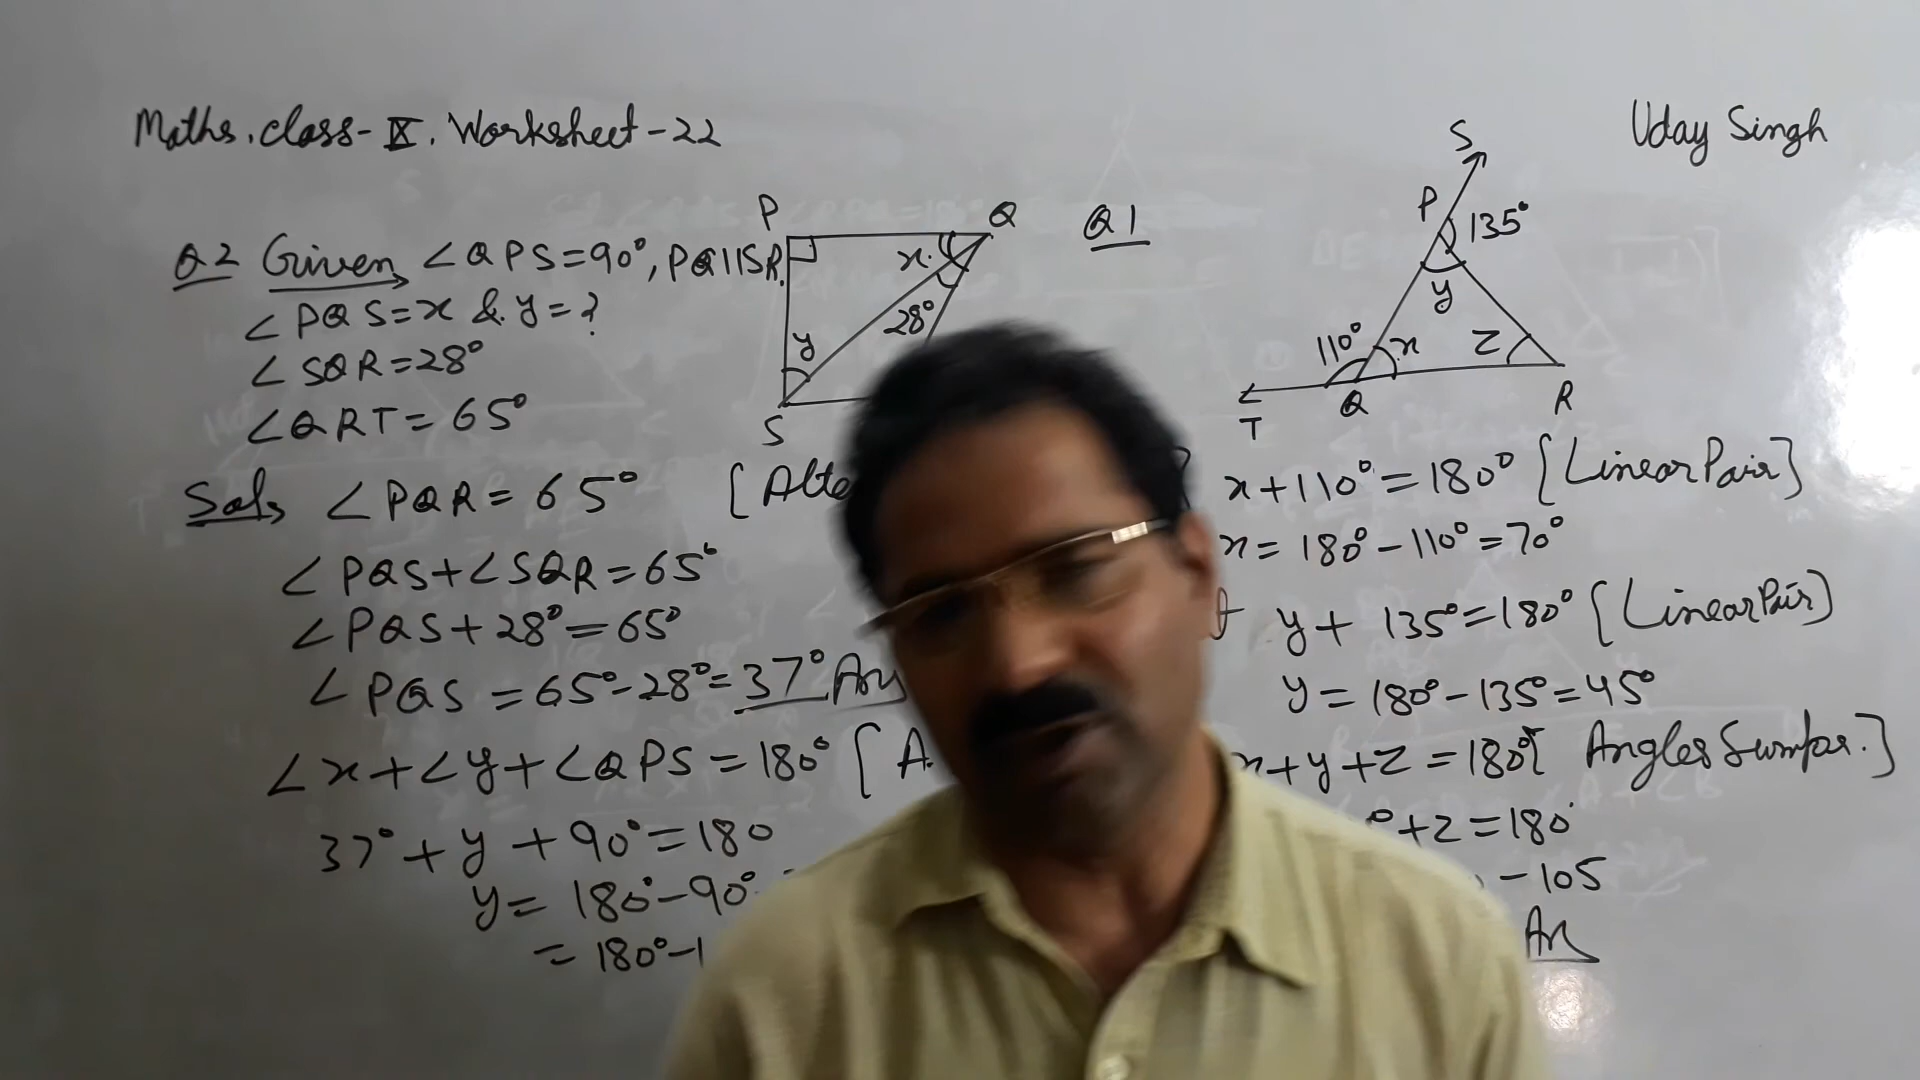 Maths. class-IX. Worksheet-22
Uday Singh
Q2 Given, ∠QPS=90°, PQ||SR.
∠PQS=x & y=?
∠SQR=28°
∠QRT=65°
P
Q
x
28°
y
S
Sol, ∠PQR=65° [Alte
∠PQS+∠SQR=65°
∠PQS+28°=65°
∠PQS=65°-28°=37° Ans
∠x+∠y+∠QPS=180° [A.
37°+y+90°=180
y=180°-90°
=180°-1
Q1
S
P
135°
y
110°
x
z
T
Q
R
x+110°=180° [Linear Pair]
x=180°-110°=70°
y+135°=180° [Linear Pair]
y=180°-135°=45°
x+y+z=180°[ Angles Sum
°+z=180
-105